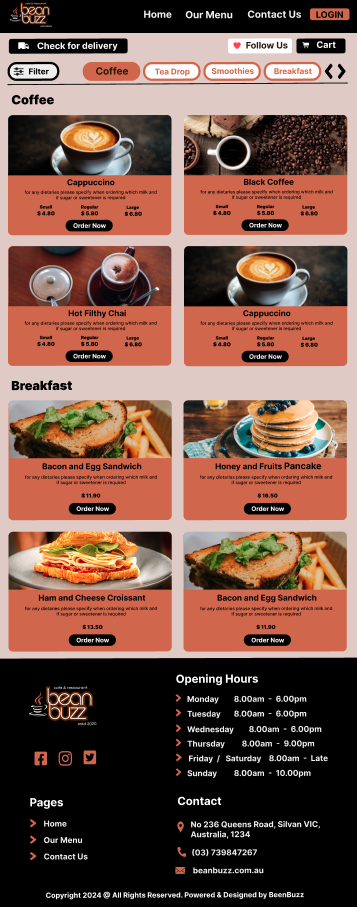 cafe & restaurant
bean
buzz
Home
Our Menu
Contact Us
LOGIN
Check for delivery
Follow Us
Cart
Filter
Coffee
Tea Drop
Smoothies
Breakfast
Coffee
Cappuccino
for any dietaries please specify when ordering which milk and
if sugar or sweetener is required
Small Regular Large
$ 4.80 $ 5.80 $ 6.80
Order Now
Black Coffee
for any dietaries please specify when ordering which milk and
if sugar or sweetener is required
Small Regular Large
$ 4.80 $ 5.80 $ 6.80
Order Now
Hot Filthy Chai
for any dietaries please specify when ordering which milk and
if sugar or sweetener is required
Small Regular Large
$ 4.80 $ 5.80 $ 6.80
Order Now
Cappuccino
for any dietaries please specify when ordering which milk and
if sugar or sweetener is required
Small Regular Large
$ 4.80 $ 5.80 $ 6.80
Order Now
Breakfast
Bacon and Egg Sandwich
for any dietaries please specify when ordering which milk and
if sugar or sweetener is required
$ 11.90
Order Now
Honey and Fruits Pancake
for any dietaries please specify when ordering which milk and
if sugar or sweetener is required
$ 16.50
Order Now
Ham and Cheese Croissant
for any dietaries please specify when ordering which milk and
if sugar or sweetener is required
$ 13.50
Order Now
Bacon and Egg Sandwich
for any dietaries please specify when ordering which milk and
if sugar or sweetener is required
$ 11.90
Order Now
cafe & restaurant
bean
buzz
estd 2020
Opening Hours
Monday 8.00am - 6.00pm
Tuesday 8.00am - 6.00pm
Wednesday 8.00am - 6.00pm
Thursday 8.00am - 9.00pm
Friday / Saturday 8.00am - Late
Sunday 8.00am - 10.00pm
Pages
Home
Our Menu
Contact Us
Contact
No 236 Queens Road, Silvan VIC,
Australia, 1234
(03) 739847267
beanbuzz.com.au
Copyright 2024 @ All Rights Reserved. Powered & Designed by BeenBuzz